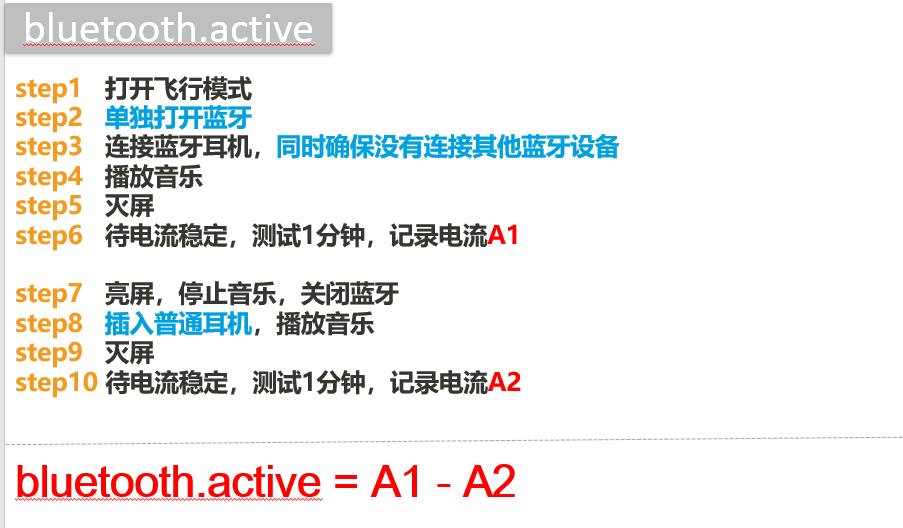 bluetooth.active
step1 打开飞行模式
step2 单独打开蓝牙
step3 连接蓝牙耳机，同时确保没有连接其他蓝牙设备
step4 播放音乐
step5 灭屏
step6 待电流稳定，测试1分钟，记录电流A1
step7 亮屏，停止音乐，关闭蓝牙
step8 插入普通耳机，播放音乐
step9 灭屏
step10 待电流稳定，测试1分钟，记录电流A2
bluetooth.active = A1 - A2